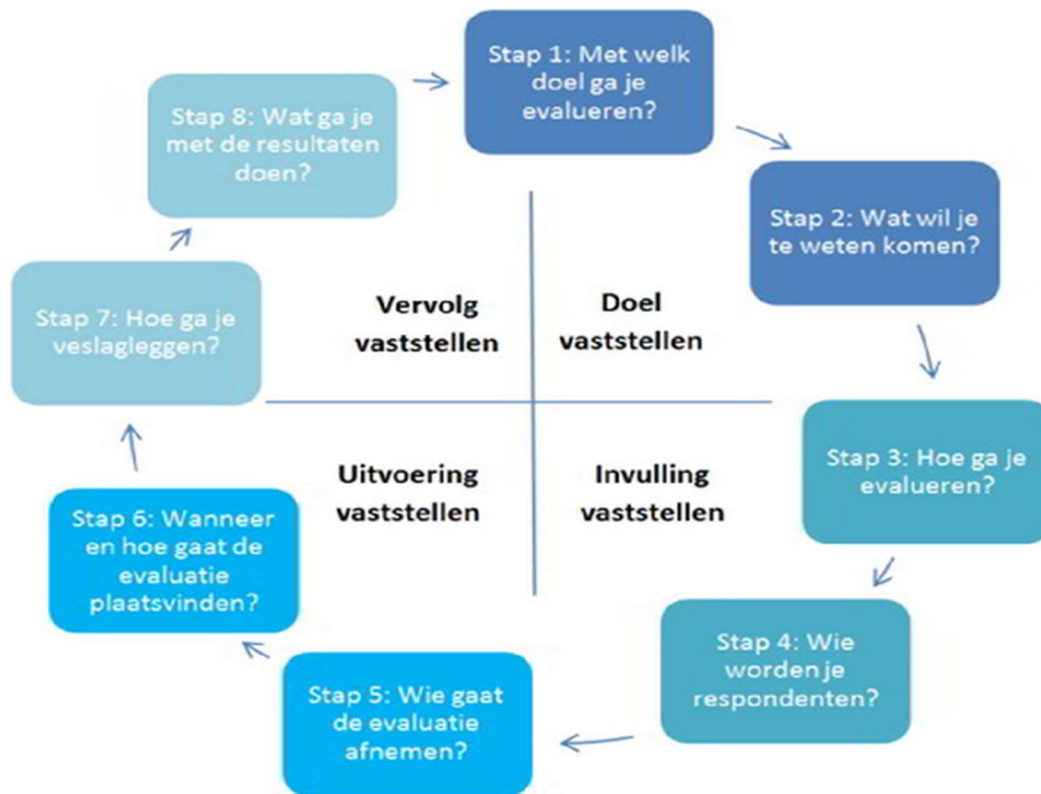 Stap 1: Met welk
doel ga je
evalueren?
Stap 2: Wat wil je
te weten komen?
Stap 3: Hoe ga je
evalueren?
Stap 4: Wie
worden je
respondenten?
Stap 5: Wie gaat
de evaluatie
afnemen?
Stap 6: Wanneer
en hoe gaat de
evaluatie
plaatsvinden?
Stap 7: Hoe ga je
veslagleggen?
Stap 8: Wat ga je
met de resultaten
doen?
Vervolg
vaststellen
Doel
vaststellen
Uitvoering
vaststellen
Invulling
vaststellen